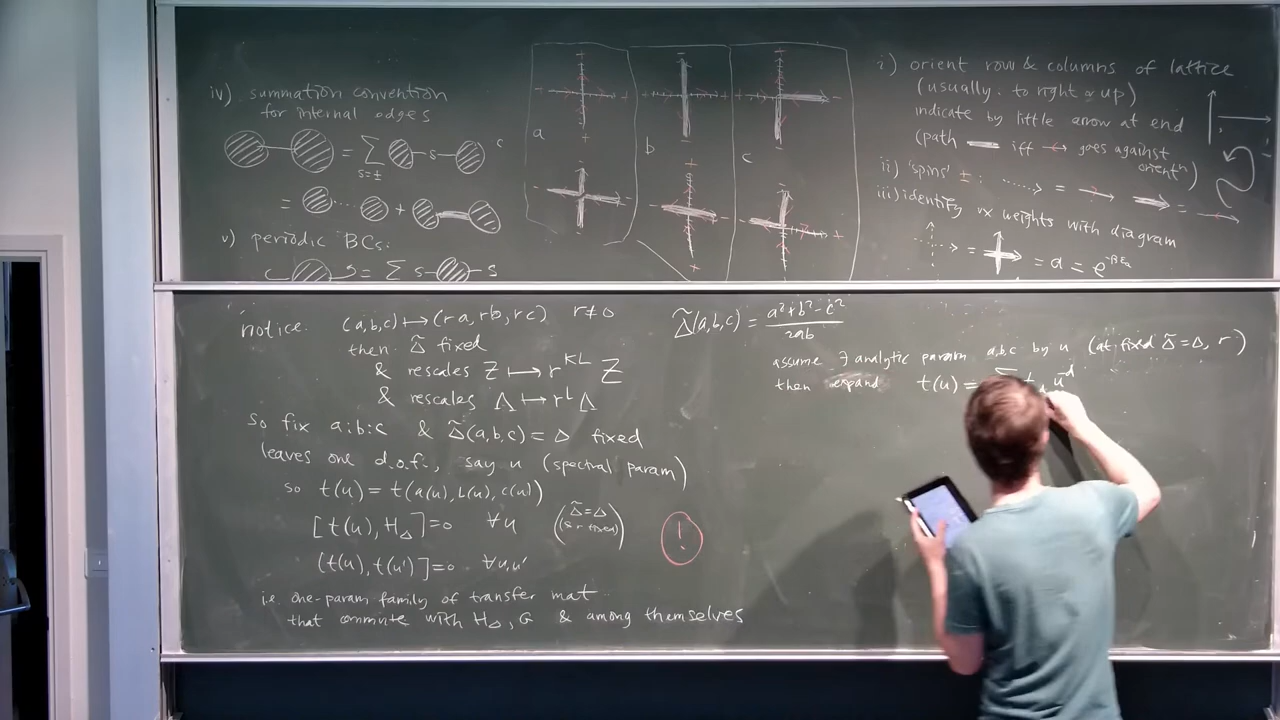 iv) summation convention
for internal edges
= Σ s=± s
= +
v) periodic BCs:
= Σ s s
a
b
c
i) orient row & columns of lattice
(usually: to right & up)
indicate by little arrow at end
(path iff goes against
orientⁿ)
ii) 'spins' ±: = =
iii) identify vx weights with diagram
= = a = e^{-βε_a}
notice. (a,b,c) ↦ (ra, rb, rc) r≠0
then Δ̃ fixed
& rescales Z ↦ r^{KL} Z
& rescales Λ ↦ r^L Λ
so fix a:b:c & Δ̃(a,b,c) = Δ fixed
leaves one d.o.f., say u (spectral param)
so t(u) = t(a(u), b(u), c(u))
[t(u), H_Δ] = 0 ∀u (Δ̃=Δ (& r fixed))
[t(u), t(u')] = 0 ∀u,u'
!
i.e. one-param family of transfer mat.
that commute with H_Δ, G & among themselves
Δ̃(a,b,c) = (a²+b²-c²)/2ab
assume ∃ analytic param a,b,c by u (at fixed Δ̃=Δ, r)
then expand t(u) = Σ u^d